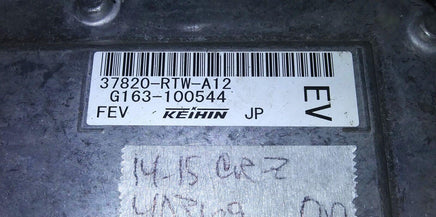 37820-RTW-A12
G163-100544
FEV KEIHIN JP
EV
14-15 CR-Z